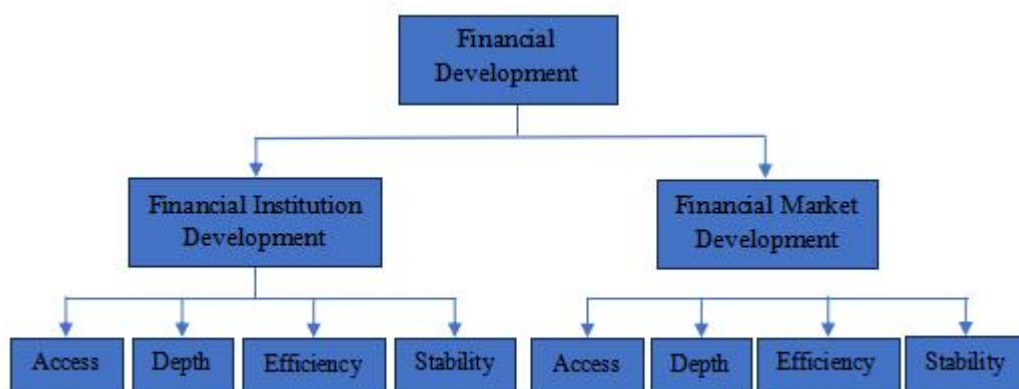 Financial
Development
Financial Institution
Development
Financial Market
Development
Access
Depth
Efficiency
Stability
Access
Depth
Efficiency
Stability